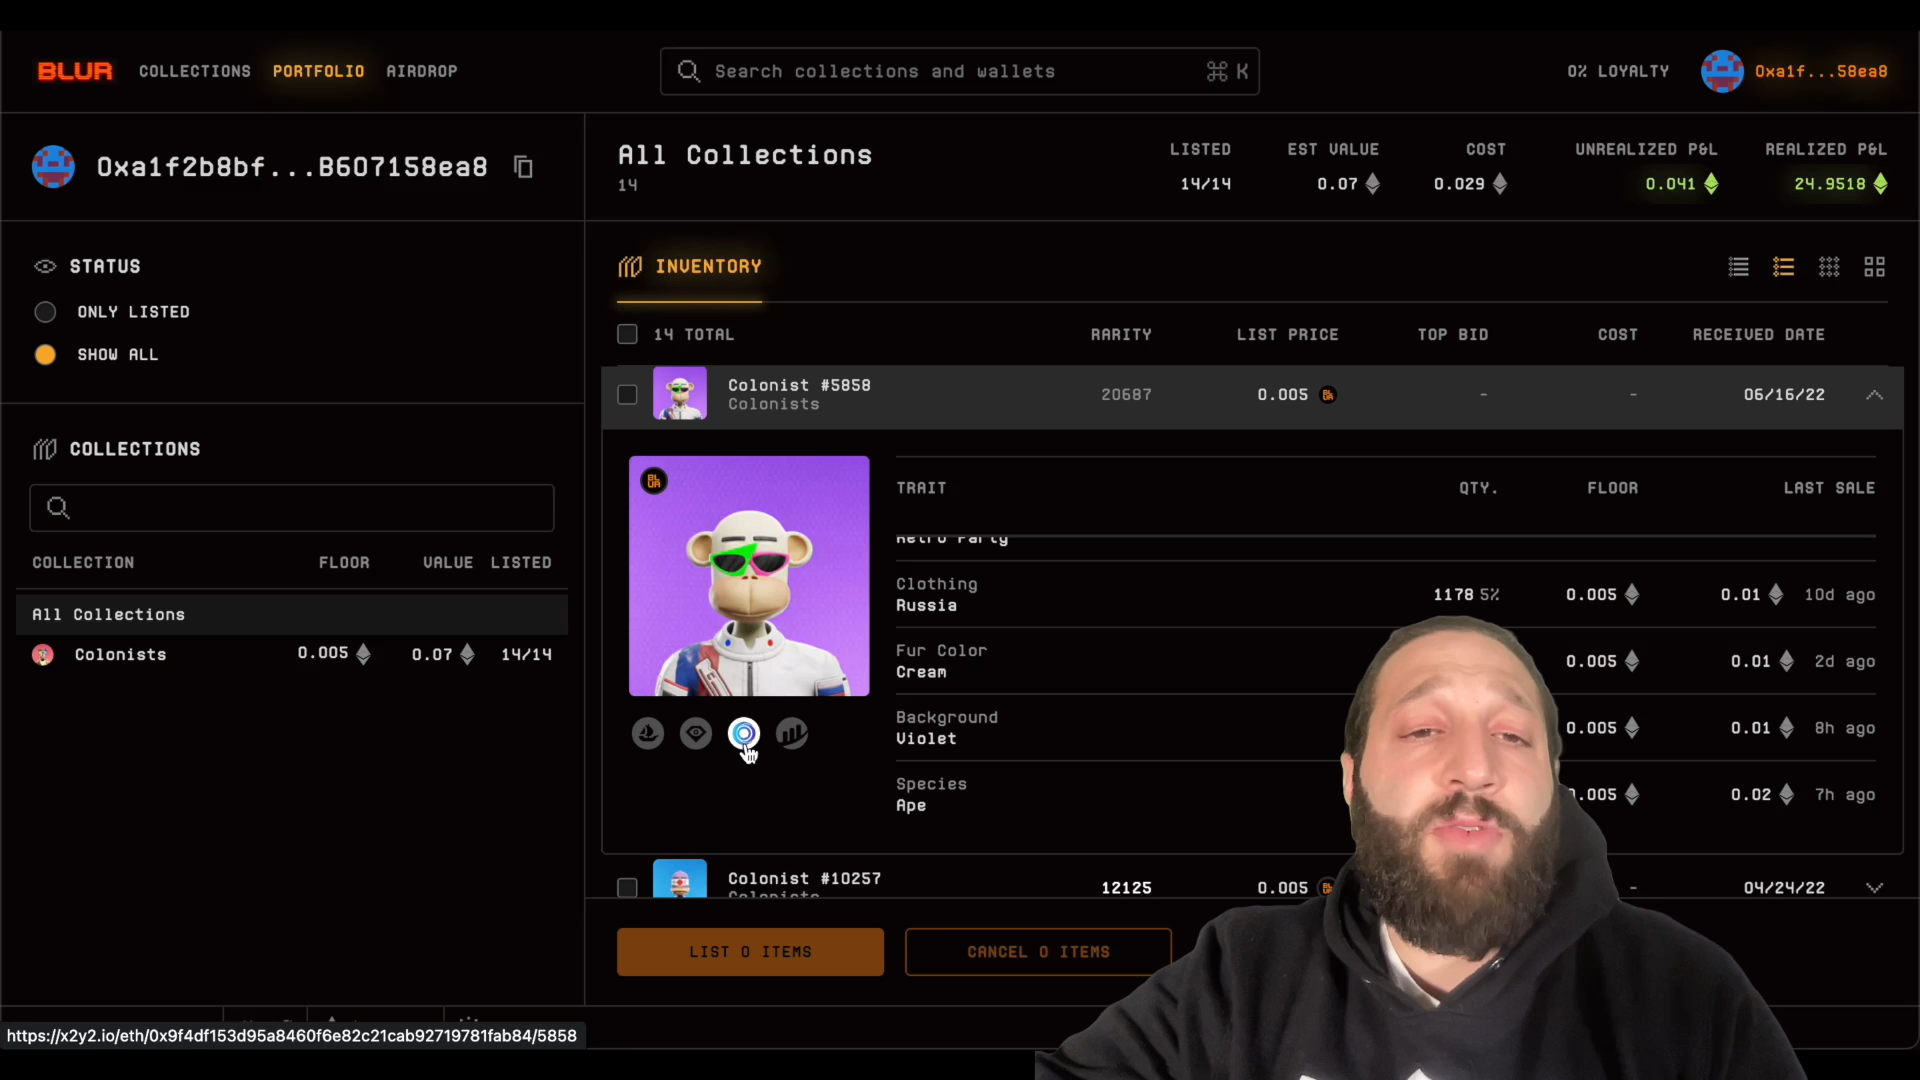 BLUR COLLECTIONS PORTFOLIO AIRDROP Search collections and wallets ⌘ K 0% LOYALTY 0xa1f...58ea8
0xa1f2b8bf...B607158ea8
All Collections
14
LISTED EST VALUE COST UNREALIZED P&L REALIZED P&L
14/14 0.07 0.029 0.041 24.9518
STATUS
ONLY LISTED
SHOW ALL
COLLECTIONS
COLLECTION FLOOR VALUE LISTED
All Collections
Colonists 0.005 0.07 14/14
INVENTORY
14 TOTAL RARITY LIST PRICE TOP BID COST RECEIVED DATE
Colonist #5858
Colonists
20687 0.005 - - 06/16/22
TRAIT QTY. FLOOR LAST SALE
Retro Party
Clothing
Russia
1178 5% 0.005 0.01 10d ago
Fur Color
Cream
0.005 0.01 2d ago
Background
Violet
0.005 0.01 8h ago
Species
Ape
.005 0.02 7h ago
Colonist #10257
Colonists
12125 0.005 - 04/24/22
LIST 0 ITEMS CANCEL 0 ITEMS
https://x2y2.io/eth/0x9f4df153d95a8460f6e82c21cab92719781fab84/5858